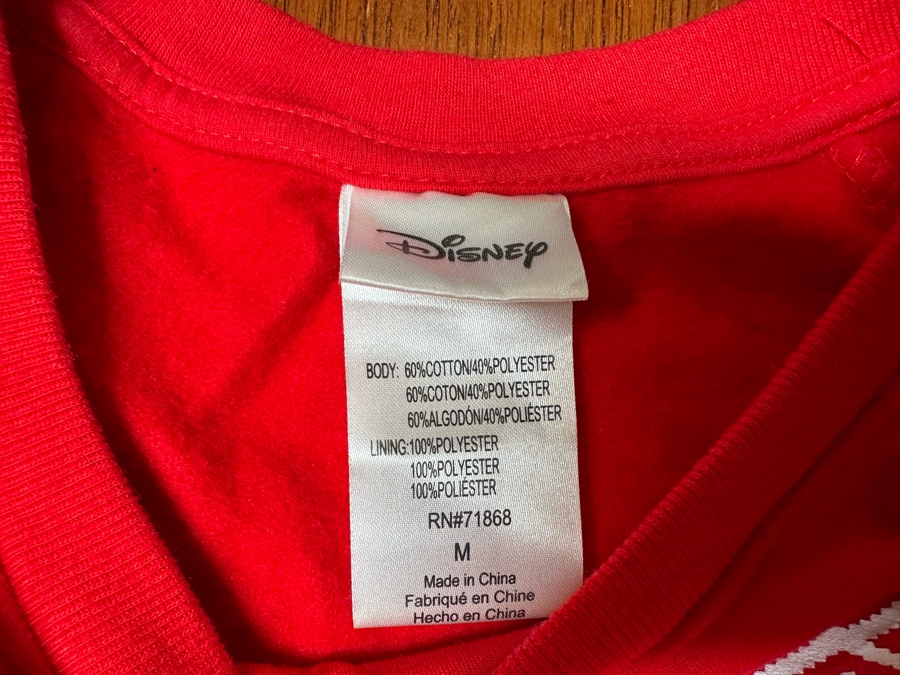 Disney
BODY: 60%COTTON/40%POLYESTER
60%COTON/40%POLYESTER
60%ALGODÓN/40%POLIÉSTER
LINING:100%POLYESTER
100%POLYESTER
100%POLIÉSTER
RN#71868
M
Made in China
Fabriqué en Chine
Hecho en China